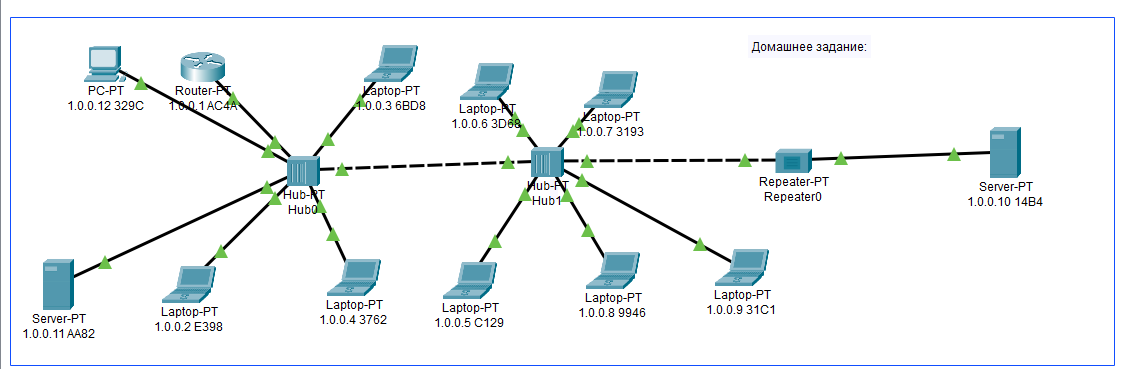 Домашнее задание:
PC-PT
1.0.0.12 329C
Router-PT
1.0.0.1 AC4A
Laptop-PT
1.0.0.3 6BD8
Laptop-PT
1.0.0.6 3D68
Laptop-PT
1.0.0.7 3193
Hub-PT
Hub0
Hub-PT
Hub1
Repeater-PT
Repeater0
Server-PT
1.0.0.10 14B4
Server-PT
1.0.0.11 AA82
Laptop-PT
1.0.0.2 E398
Laptop-PT
1.0.0.4 3762
Laptop-PT
1.0.0.5 C129
Laptop-PT
1.0.0.8 9946
Laptop-PT
1.0.0.9 31C1